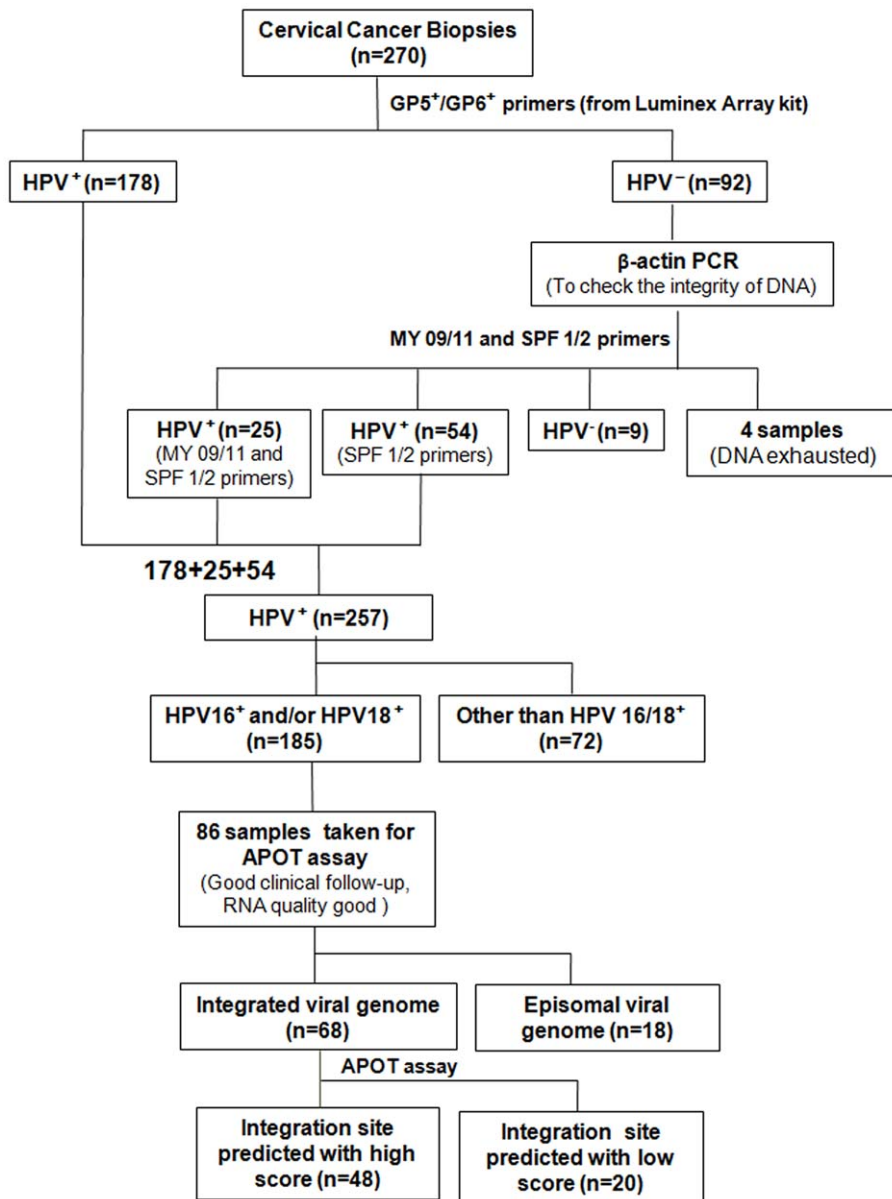 Cervical Cancer Biopsies
(n=270)
GP5⁺/GP6⁺ primers (from Luminex Array kit)
HPV⁺ (n=178)
HPV⁻ (n=92)
β-actin PCR
(To check the integrity of DNA)
MY 09/11 and SPF 1/2 primers
HPV⁺ (n=25)
(MY 09/11 and
SPF 1/2 primers)
HPV⁺ (n=54)
(SPF 1/2 primers)
HPV⁻(n=9)
4 samples
(DNA exhausted)
178+25+54
HPV⁺ (n=257)
HPV16⁺ and/or HPV18⁺
(n=185)
Other than HPV 16/18⁺
(n=72)
86 samples taken for
APOT assay
(Good clinical follow-up,
RNA quality good )
Integrated viral genome
(n=68)
Episomal viral
genome (n=18)
APOT assay
Integration site
predicted with high
score (n=48)
Integration site
predicted with low
score (n=20)